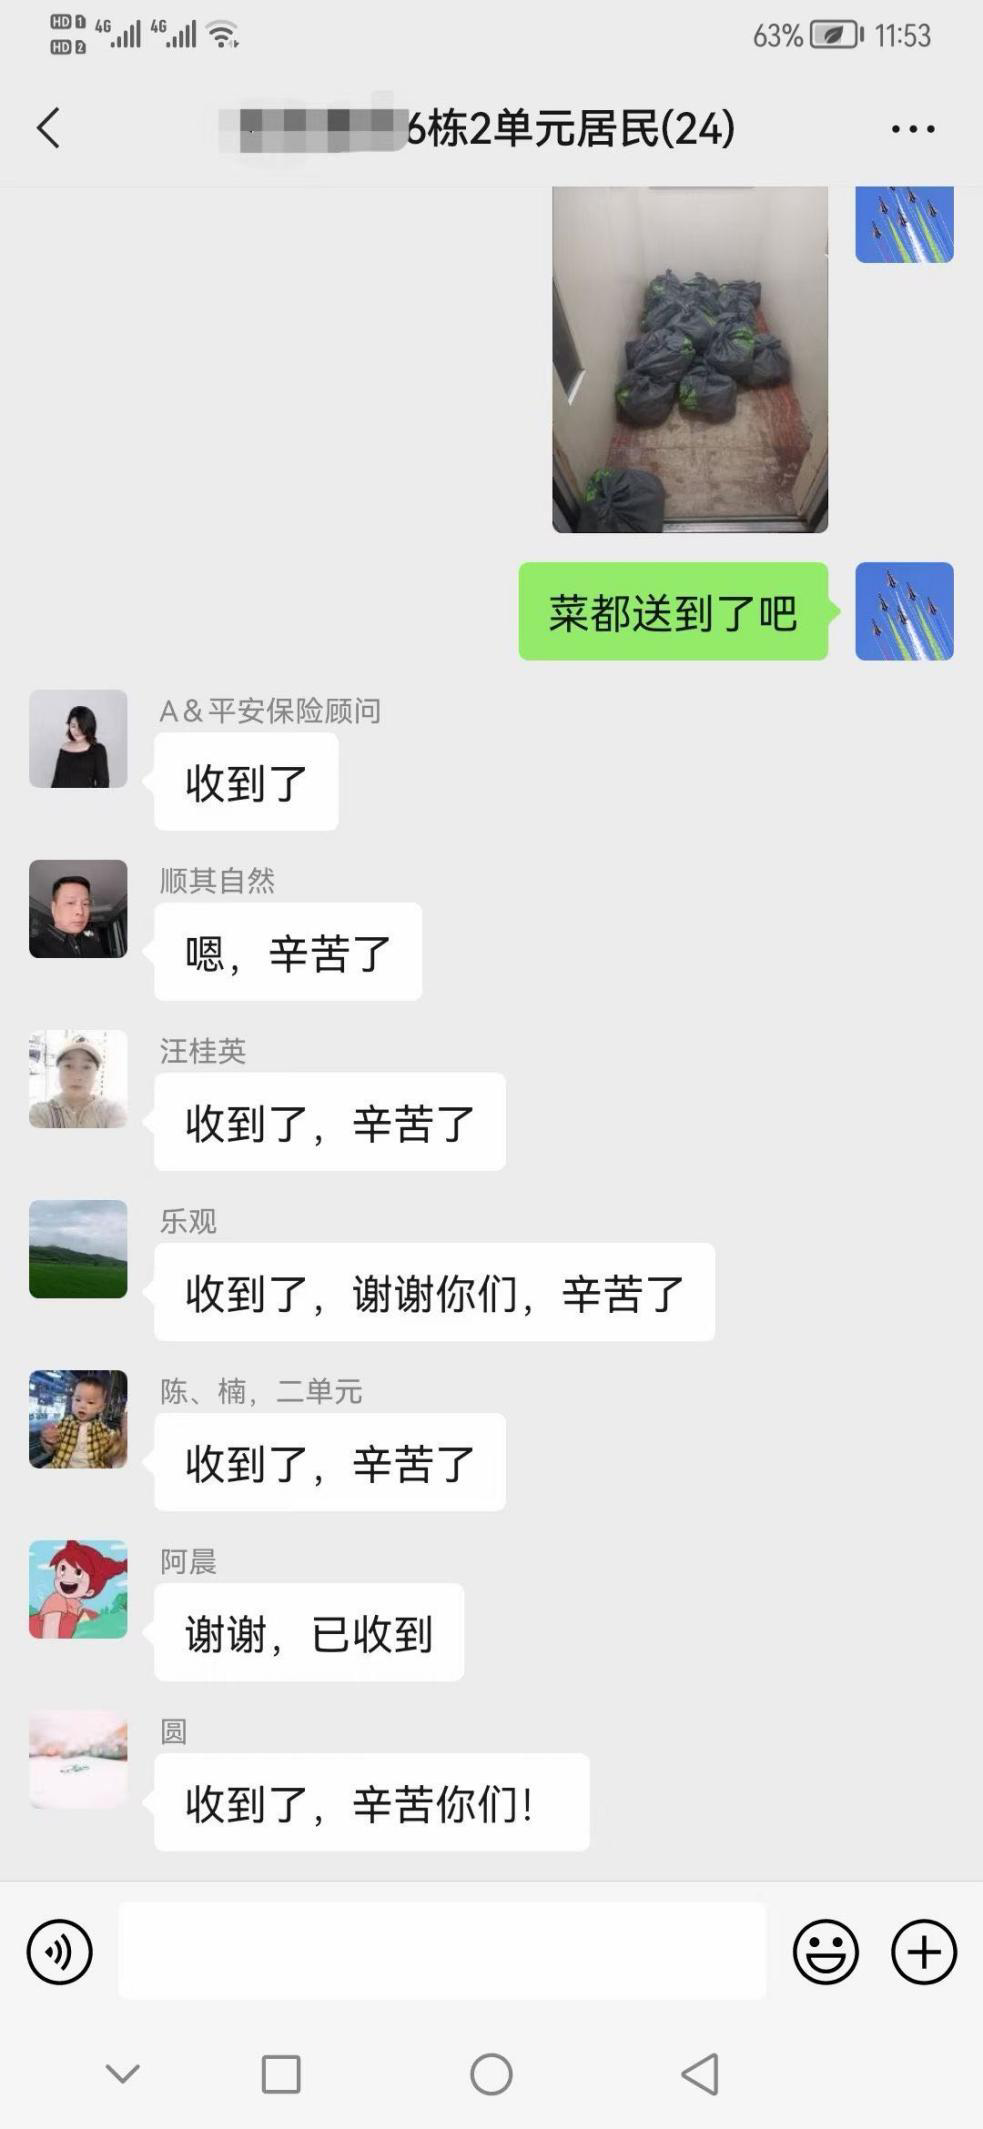 HD 1 4G 4G
HD 2
63% 11:53
6栋2单元居民(24)
菜都送到了吧
A＆平安保险顾问
收到了
顺其自然
嗯，辛苦了
汪桂英
收到了，辛苦了
乐观
收到了，谢谢你们，辛苦了
陈、楠，二单元
收到了，辛苦了
阿晨
谢谢，已收到
圆
收到了，辛苦你们！